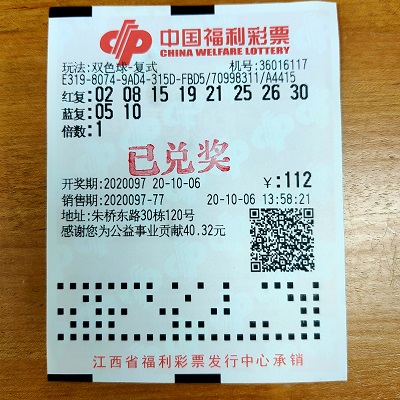 中国福利彩票
CHINA WELFARE LOTTERY
玩法:双色球-复式 机号:36016117
E319-8074-9AD4-315D-FBD5/70998311/A4415
红复:02 08 15 19 21 25 26 30
蓝复:05 10
倍数:1
已兑奖
开奖期:2020097 20-10-06 ¥:112
销售期:2020097-77 20-10-06 13:58:21
地址:朱桥东路30栋120号
感谢您为公益事业贡献40.32元
江西省福利彩票发行中心承销